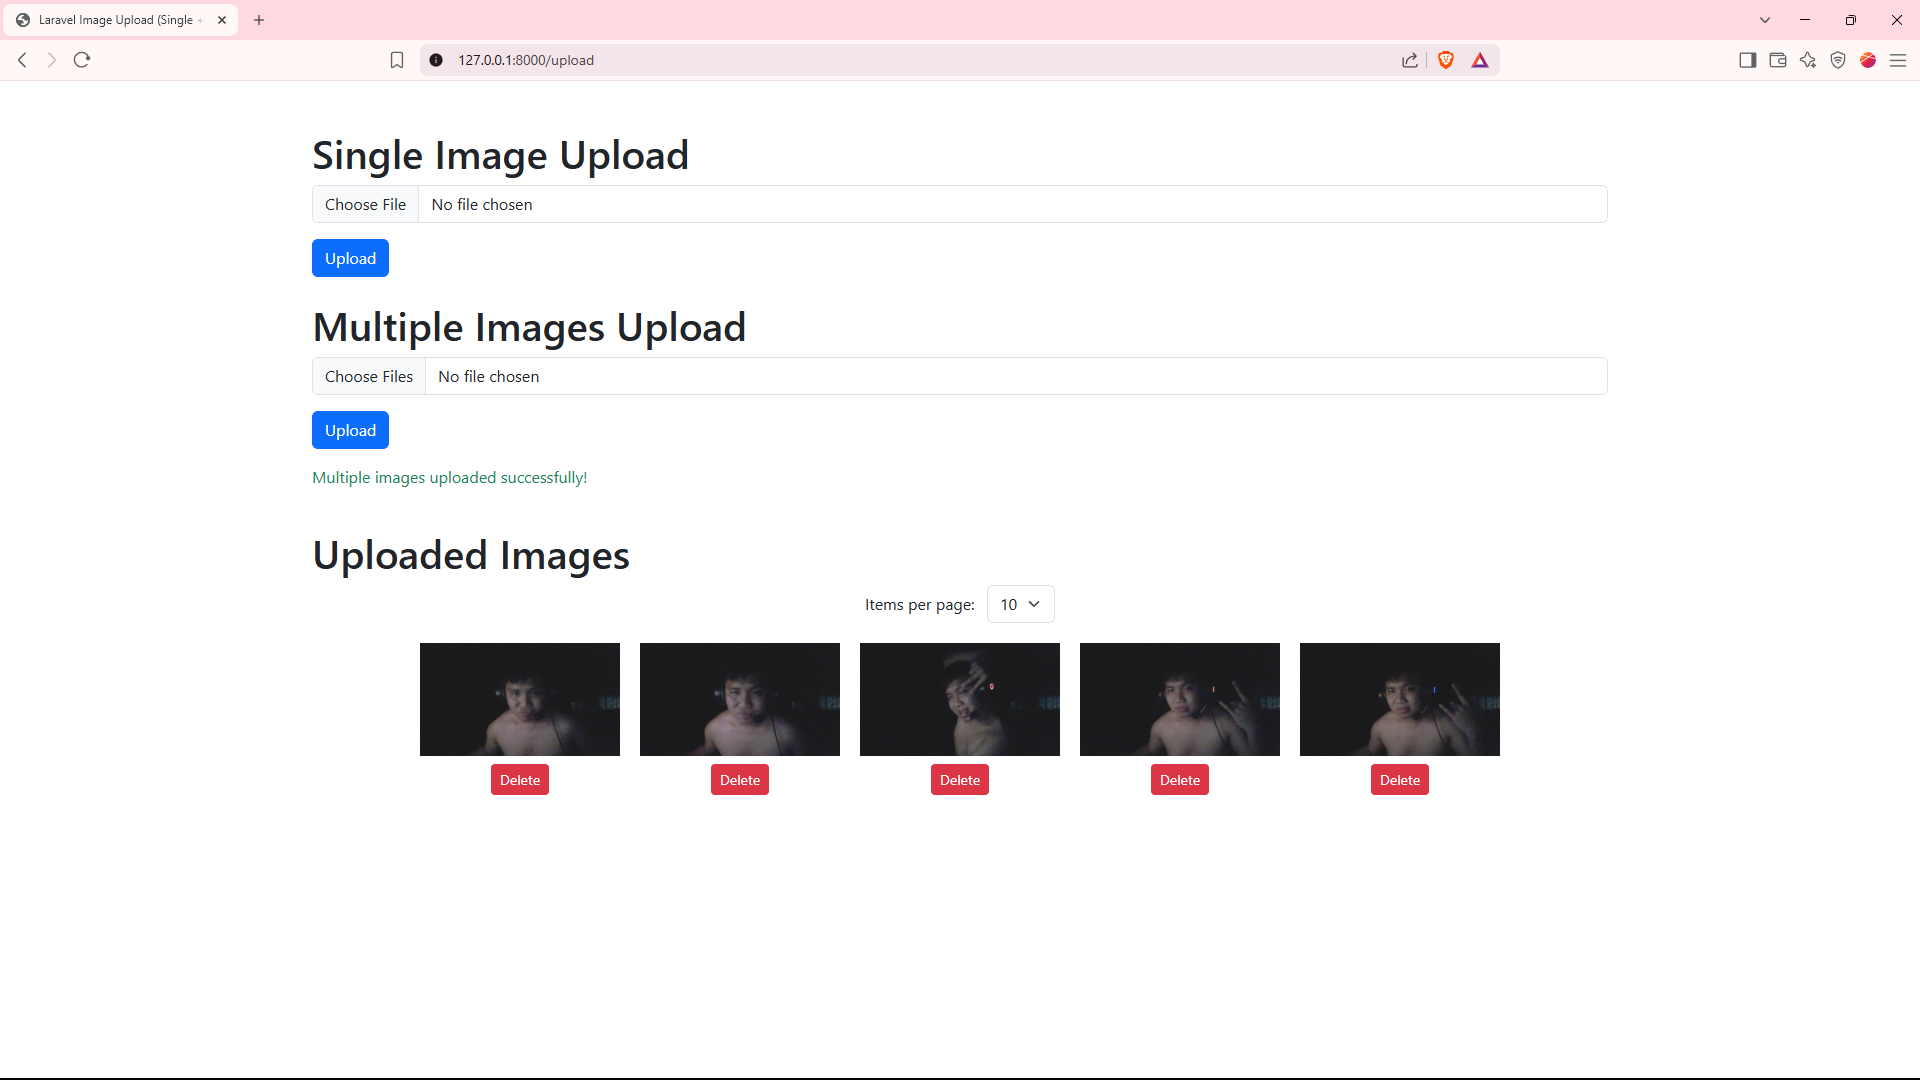 Laravel Image Upload (Single +
127.0.0.1:8000/upload
Single Image Upload
Choose File No file chosen
Upload
Multiple Images Upload
Choose Files No file chosen
Upload
Multiple images uploaded successfully!
Uploaded Images
Items per page: 10
Delete Delete Delete Delete Delete